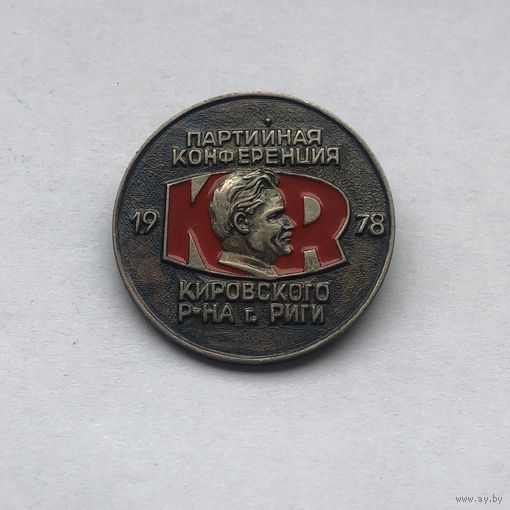 ПАРТИЙНАЯ
КОНФЕРЕНЦИЯ
19 KR 78
КИРОВСКОГО
Р-НА г. РИГИ
www.ay.by